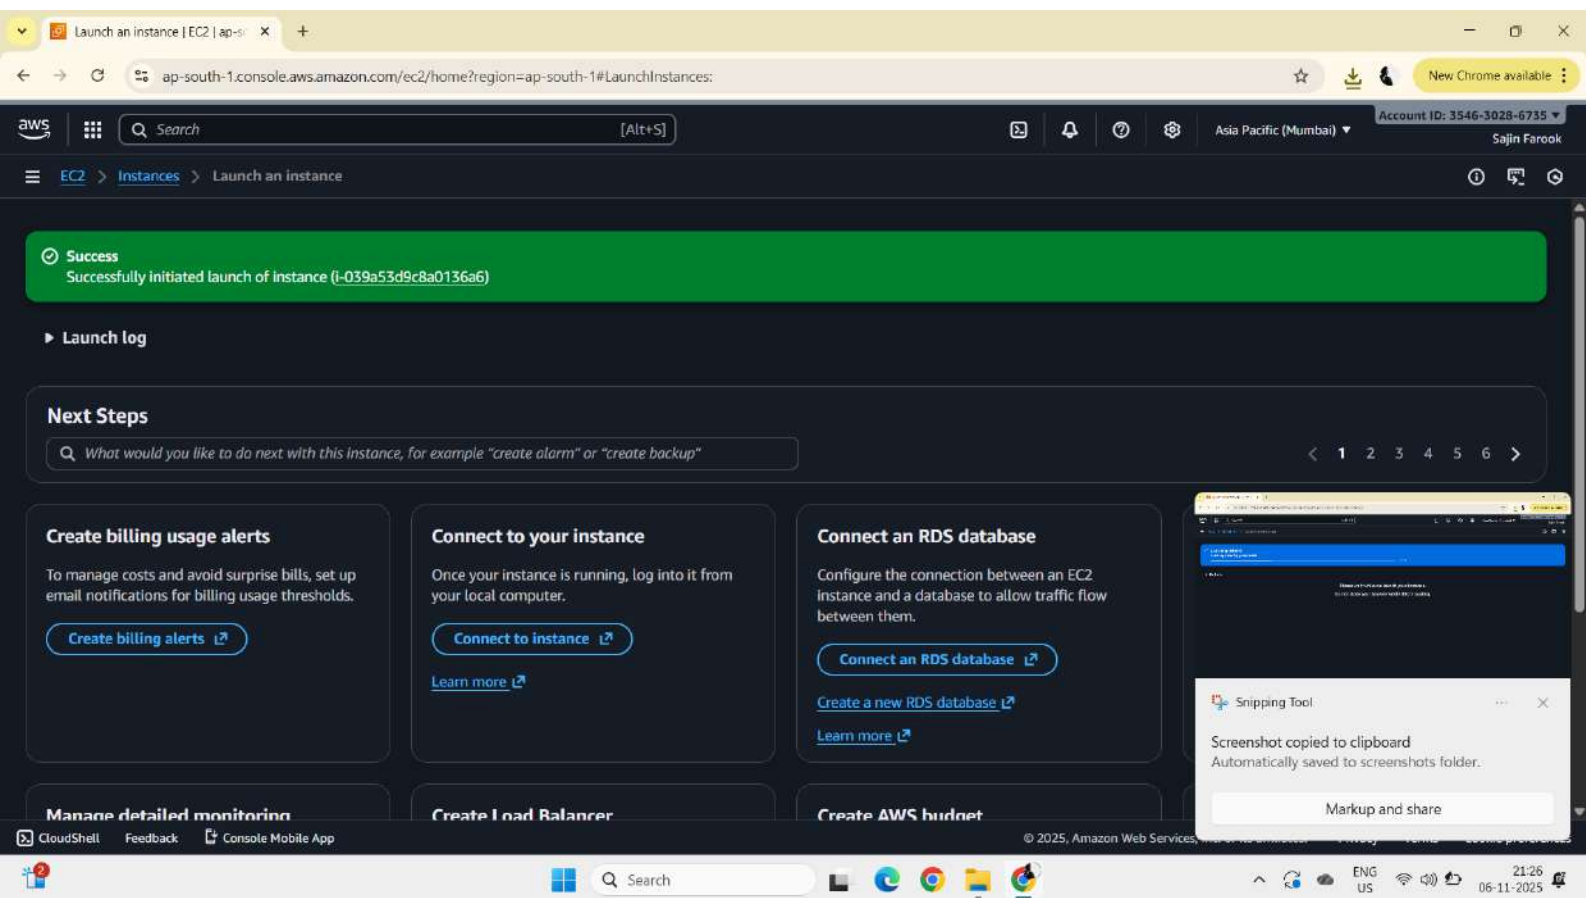 Launch an instance | EC2 | ap-s
ap-south-1.console.aws.amazon.com/ec2/home?region=ap-south-1#LaunchInstances:
New Chrome available
aws
Search
[Alt+S]
Asia Pacific (Mumbai)
Account ID: 3546-3028-6735
Sajin Farook
EC2 > Instances > Launch an instance
Success
Successfully initiated launch of instance (i-039a53d9c8a0136a6)
Launch log
Next Steps
What would you like to do next with this instance, for example "create alarm" or "create backup"
1 2 3 4 5 6
Create billing usage alerts
To manage costs and avoid surprise bills, set up
email notifications for billing usage thresholds.
Create billing alerts
Connect to your instance
Once your instance is running, log into it from
your local computer.
Connect to instance
Learn more
Connect an RDS database
Configure the connection between an EC2
instance and a database to allow traffic flow
between them.
Connect an RDS database
Create a new RDS database
Learn more
Snipping Tool
Screenshot copied to clipboard
Automatically saved to screenshots folder.
Markup and share
Manage detailed monitoring
Create Load Balancer
Create AWS budget
CloudShell
Feedback
Console Mobile App
© 2025, Amazon Web Services,
2
Search
ENG
US
21:26
06-11-2025